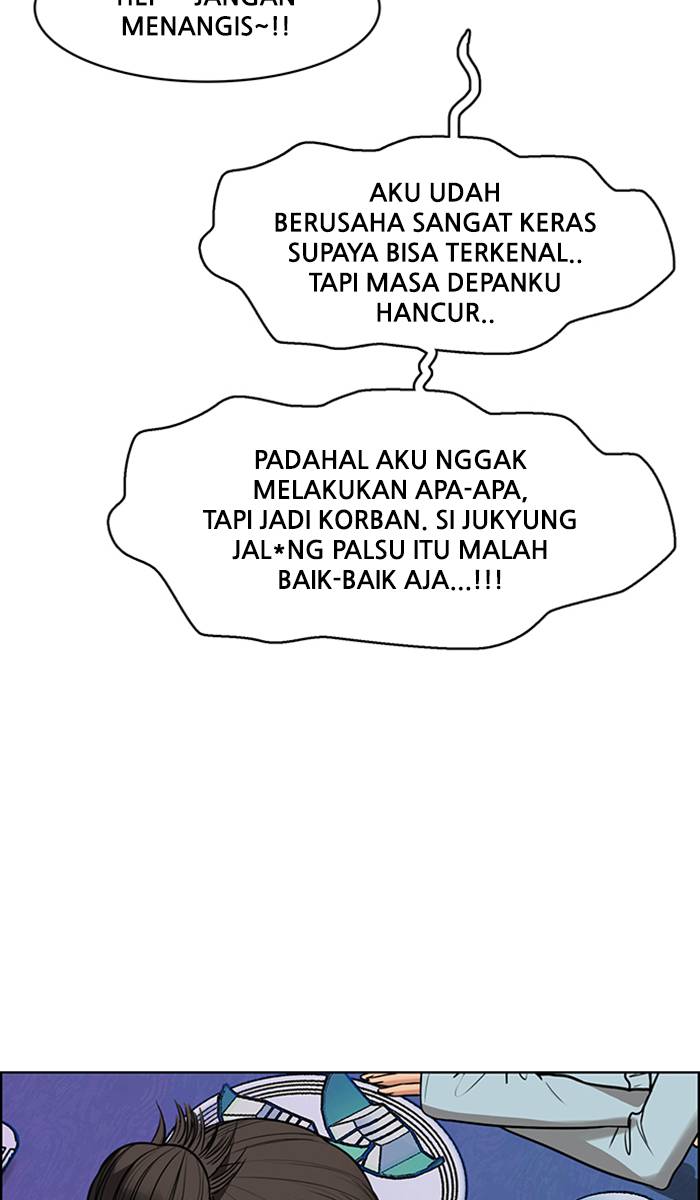 JANGAN
MENANGIS~!!
AKU UDAH
BERUSAHA SANGAT KERAS
SUPAYA BISA TERKENAL..
TAPI MASA DEPANKU
HANCUR..
PADAHAL AKU NGGAK
MELAKUKAN APA-APA,
TAPI JADI KORBAN. SI JUKYUNG
JAL*NG PALSU ITU MALAH
BAIK-BAIK AJA...!!!